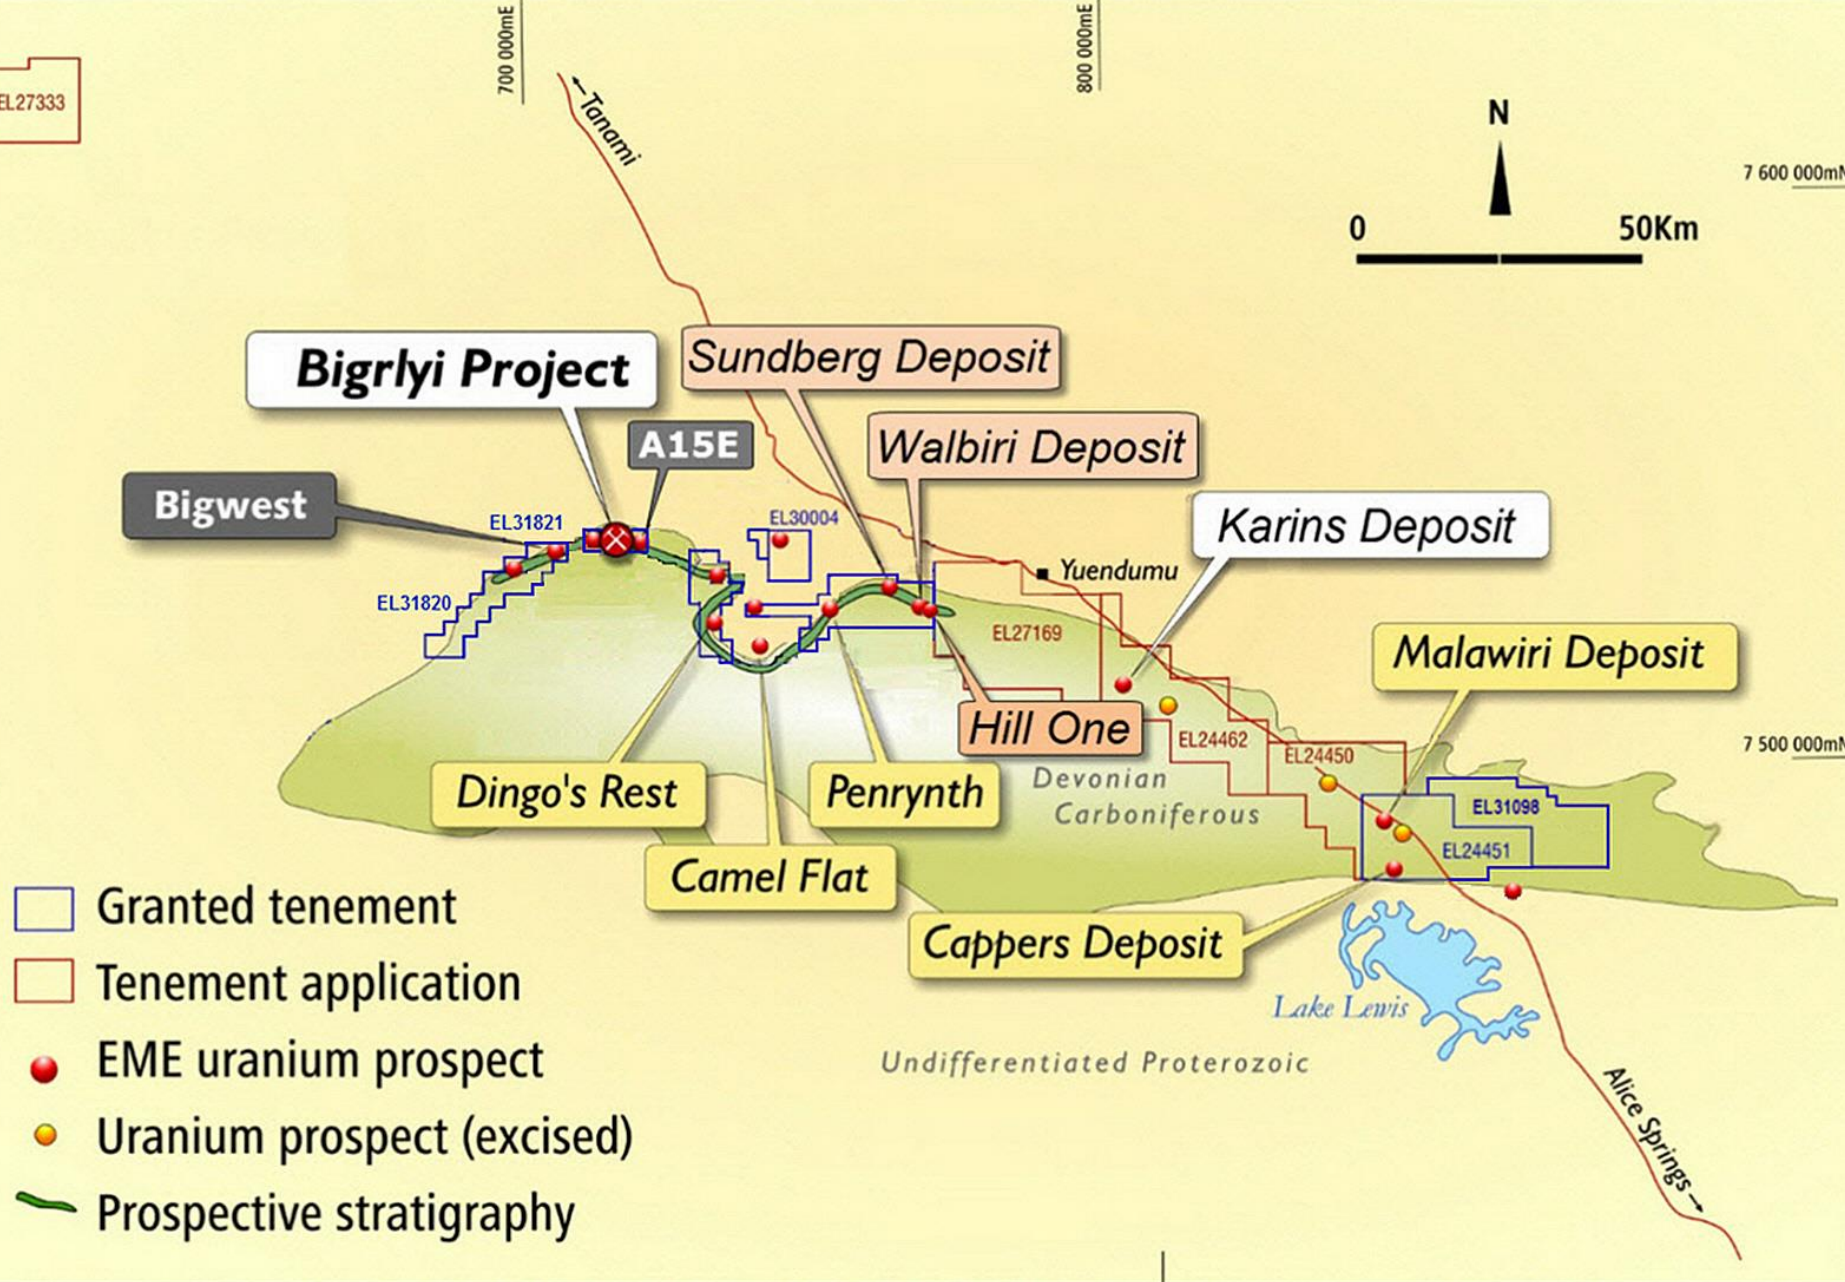 700 000mE
800 000mE
EL27333
←Tanami
N
7 600 000mN
0
50Km
Bigrlyi Project
Sundberg Deposit
A15E
Walbiri Deposit
Bigwest
EL31821
EL30004
Karins Deposit
Yuendumu
EL31820
EL27169
Malawiri Deposit
Hill One
EL24462
EL24450
7 500 000mN
Dingo's Rest
Penrynth
Devonian
Carboniferous
EL31098
EL24451
Camel Flat
Cappers Deposit
Lake Lewis
Undifferentiated Proterozoic
Alice Springs→
Granted tenement
Tenement application
EME uranium prospect
Uranium prospect (excised)
Prospective stratigraphy